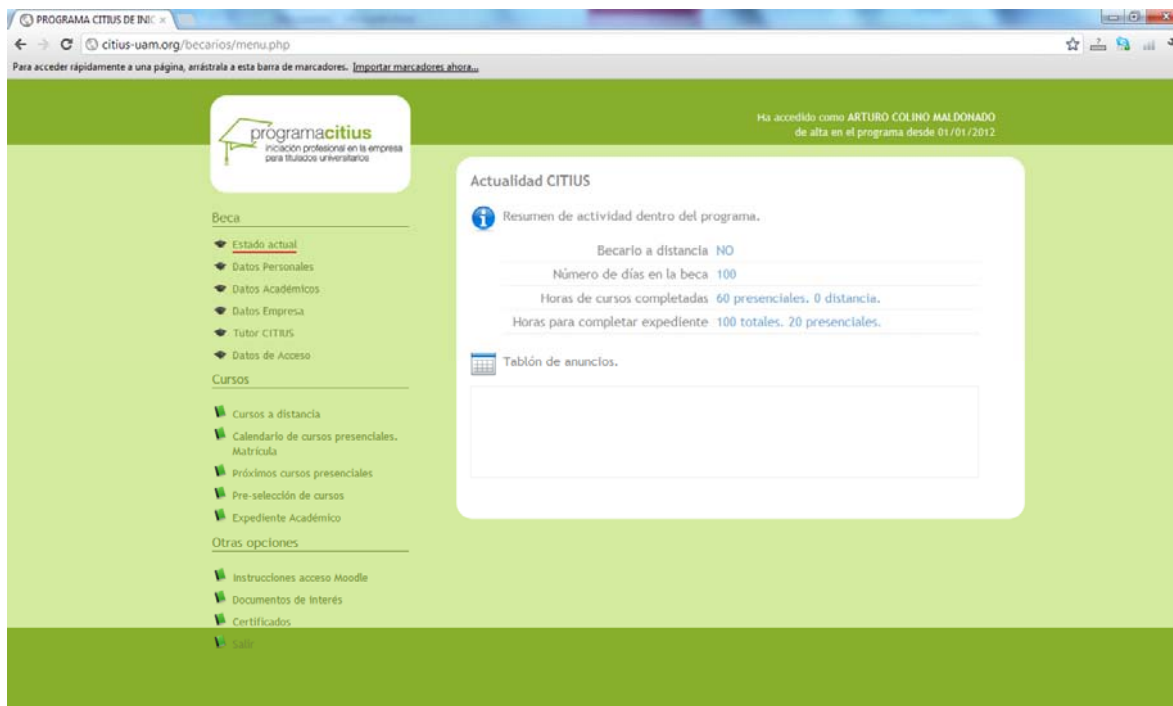 PROGRAMA CITIUS DE INIC
citius-uam.org/becarios/menu.php
Para acceder rápidamente a una página, arrástrala a esta barra de marcadores. Importar marcadores ahora...
programacitius
iniciación profesional en la empresa
para titulados universitarios
Ha accedido como ARTURO COLINO MALDONADO
de alta en el programa desde 01/01/2012
Beca
Estado actual
Datos Personales
Datos Académicos
Datos Empresa
Tutor CITIUS
Datos de Acceso
Cursos
Cursos a distancia
Calendario de cursos presenciales.
Matrícula
Próximos cursos presenciales
Pre-selección de cursos
Expediente Académico
Otras opciones
Instrucciones acceso Moodle
Documentos de Interés
Certificados
Salir
Actualidad CITIUS
Resumen de actividad dentro del programa.
Becario a distancia NO
Número de días en la beca 100
Horas de cursos completadas 60 presenciales. 0 distancia.
Horas para completar expediente 100 totales. 20 presenciales.
Tablón de anuncios.